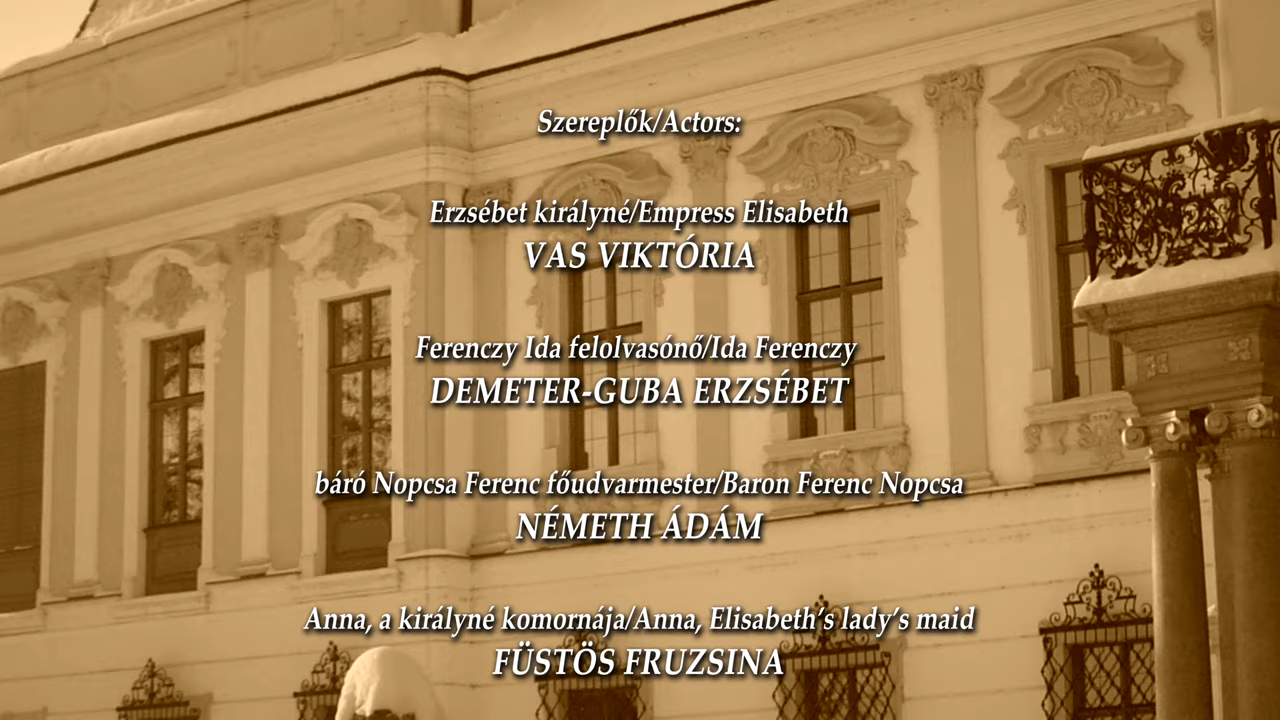 Szereplők/Actors:
Erzsébet királyné/Empress Elisabeth
VAS VIKTÓRIA
Ferenczy Ida felolvasónő/Ida Ferenczy
DEMETER-GUBA ERZSÉBET
báró Nopcsa Ferenc főudvarmester/Baron Ferenc Nopcsa
NÉMETH ÁDÁM
Anna, a királyné komornája/Anna, Elisabeth's lady's maid
FÜSTÖS FRUZSINA